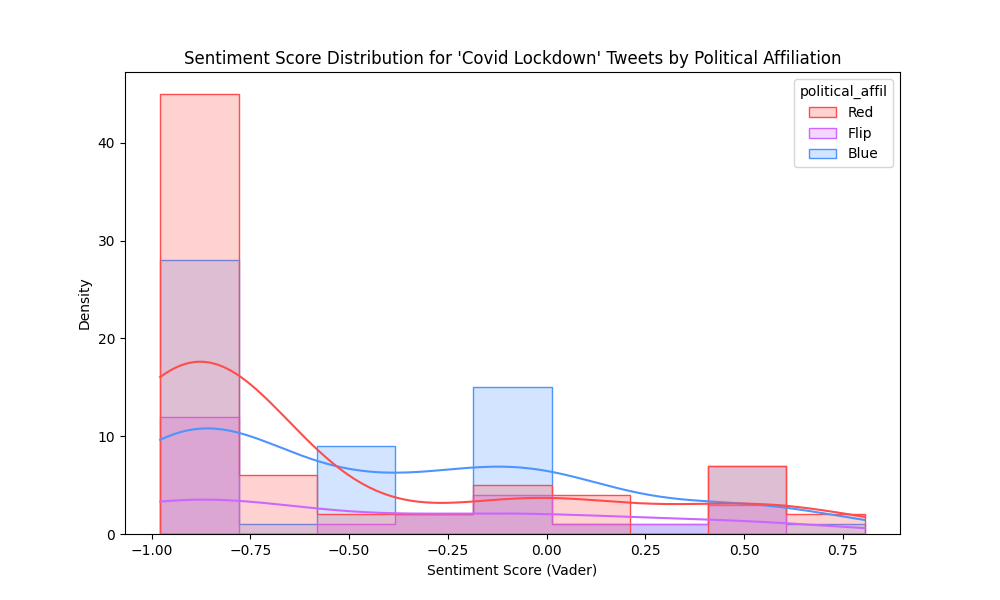 Sentiment Score Distribution for 'Covid Lockdown' Tweets by Political Affiliation
political_affil
Red
Flip
Blue
Density
40
30
20
10
0
−1.00 −0.75 −0.50 −0.25 0.00 0.25 0.50 0.75
Sentiment Score (Vader)